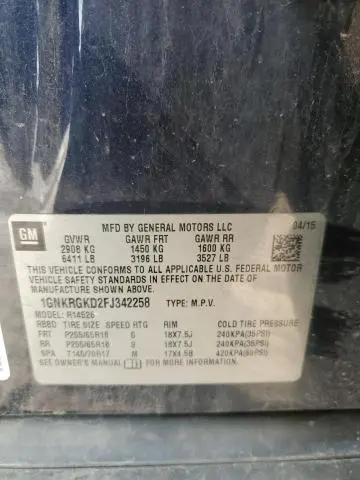 GM
MFD BY GENERAL MOTORS LLC 04/15
GVWR GAWR FRT GAWR RR
2908 KG 1450 KG 1600 KG
6411 LB 3196 LB 3527 LB
THIS VEHICLE CONFORMS TO ALL APPLICABLE U.S. FEDERAL MOTOR
VEHICLE SAFETY STANDARDS IN EFFECT ON THE DATE OF
MANUFACTURE SHOWN ABOVE.
1GNKRGKD2FJ342258 TYPE: M.P.V.
MODEL: R14526
TIRE SIZE SPEED RTG RIM COLD TIRE PRESSURE
FRT P255/65R18 S 18X7.5J 240KPA(35PSI)
RR P255/65R18 S 18X7.5J 240KPA(35PSI)
SPA T145/70R17 M 17X4.5B 420KPA(60PSI)
SEE OWNER'S MANUAL FOR MORE INFORMATION.